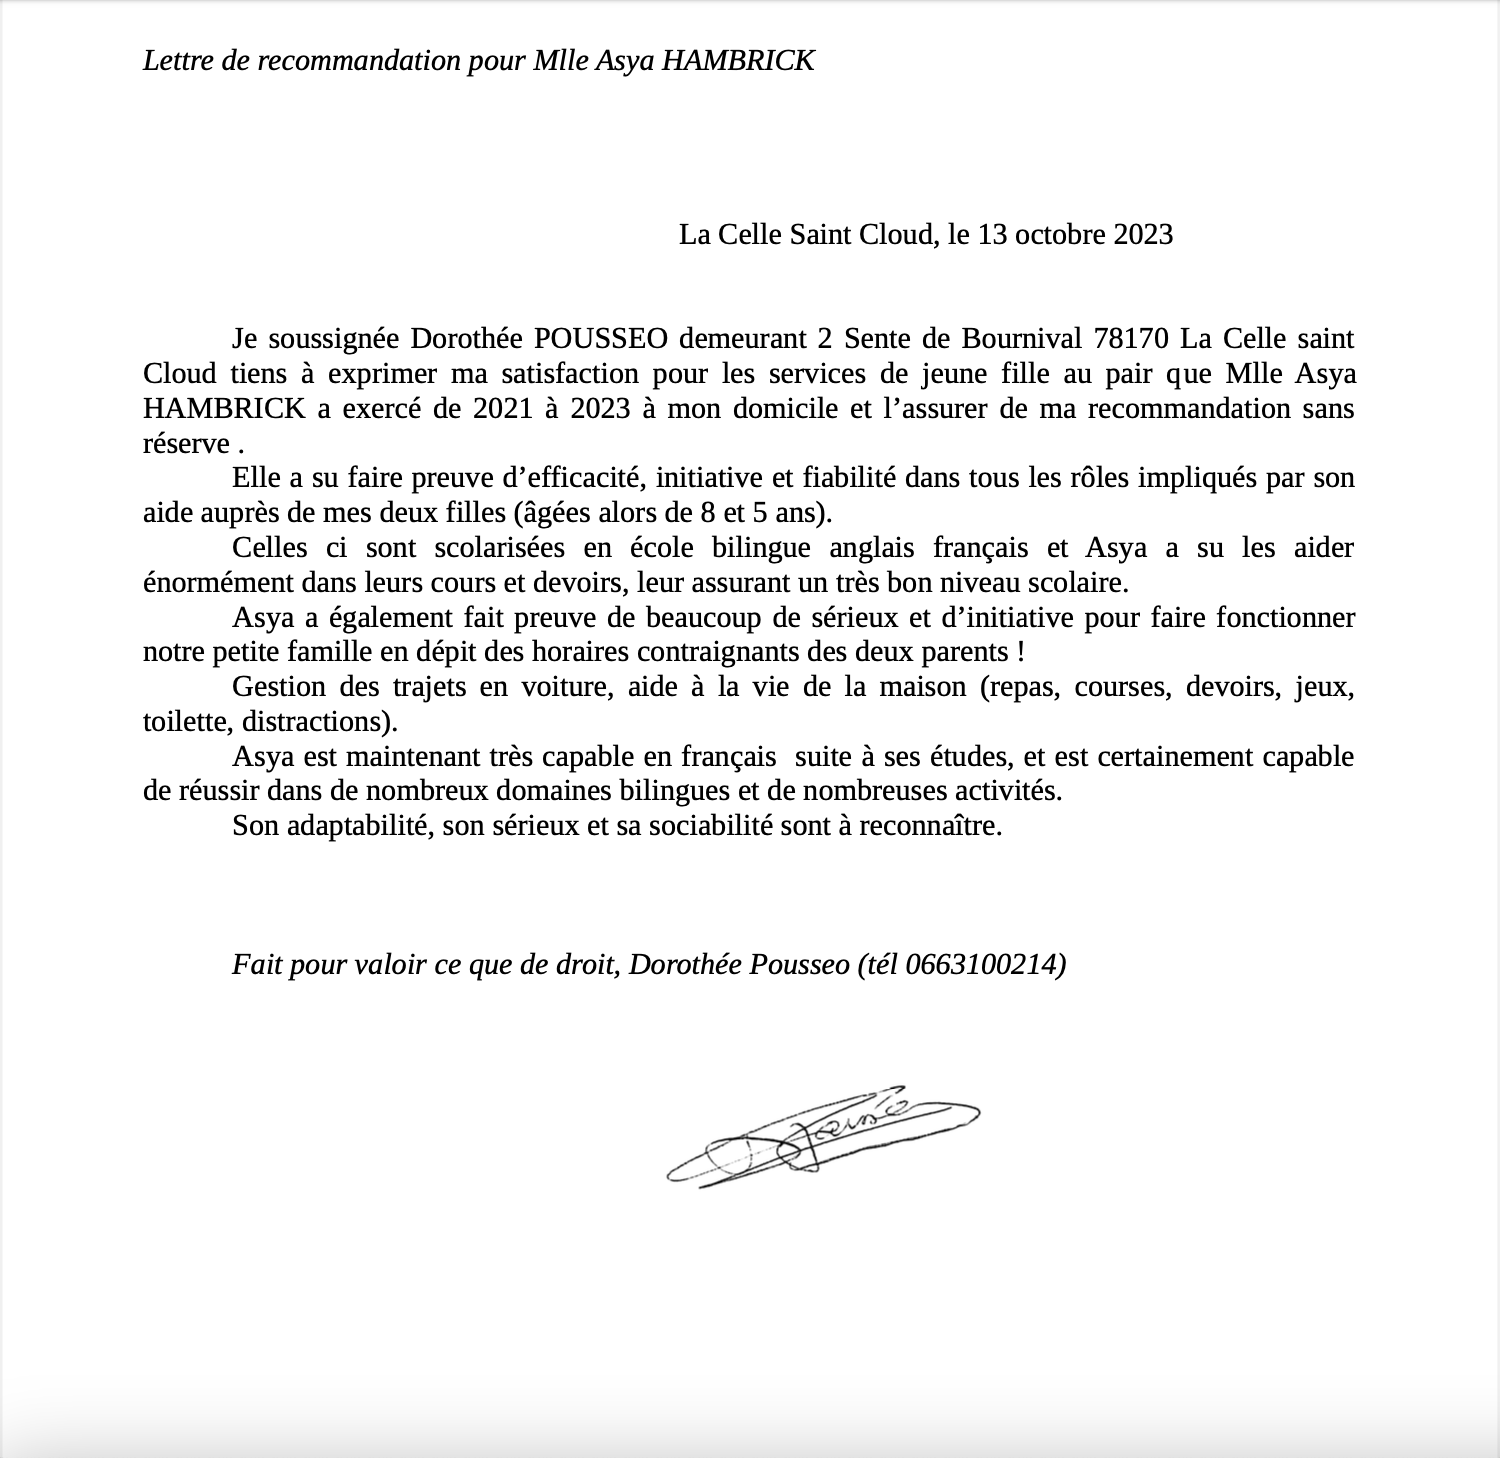 Lettre de recommandation pour Mlle Asya HAMBRICK
La Celle Saint Cloud, le 13 octobre 2023
Je soussignée Dorothée POUSSEO demeurant 2 Sente de Bournival 78170 La Celle saint
Cloud tiens à exprimer ma satisfaction pour les services de jeune fille au pair que Mlle Asya
HAMBRICK a exercé de 2021 à 2023 à mon domicile et l’assurer de ma recommandation sans
réserve .
Elle a su faire preuve d’efficacité, initiative et fiabilité dans tous les rôles impliqués par son
aide auprès de mes deux filles (âgées alors de 8 et 5 ans).
Celles ci sont scolarisées en école bilingue anglais français et Asya a su les aider
énormément dans leurs cours et devoirs, leur assurant un très bon niveau scolaire.
Asya a également fait preuve de beaucoup de sérieux et d’initiative pour faire fonctionner
notre petite famille en dépit des horaires contraignants des deux parents !
Gestion des trajets en voiture, aide à la vie de la maison (repas, courses, devoirs, jeux,
toilette, distractions).
Asya est maintenant très capable en français  suite à ses études, et est certainement capable
de réussir dans de nombreux domaines bilingues et de nombreuses activités.
Son adaptabilité, son sérieux et sa sociabilité sont à reconnaître.
Fait pour valoir ce que de droit, Dorothée Pousseo (tél 0663100214)